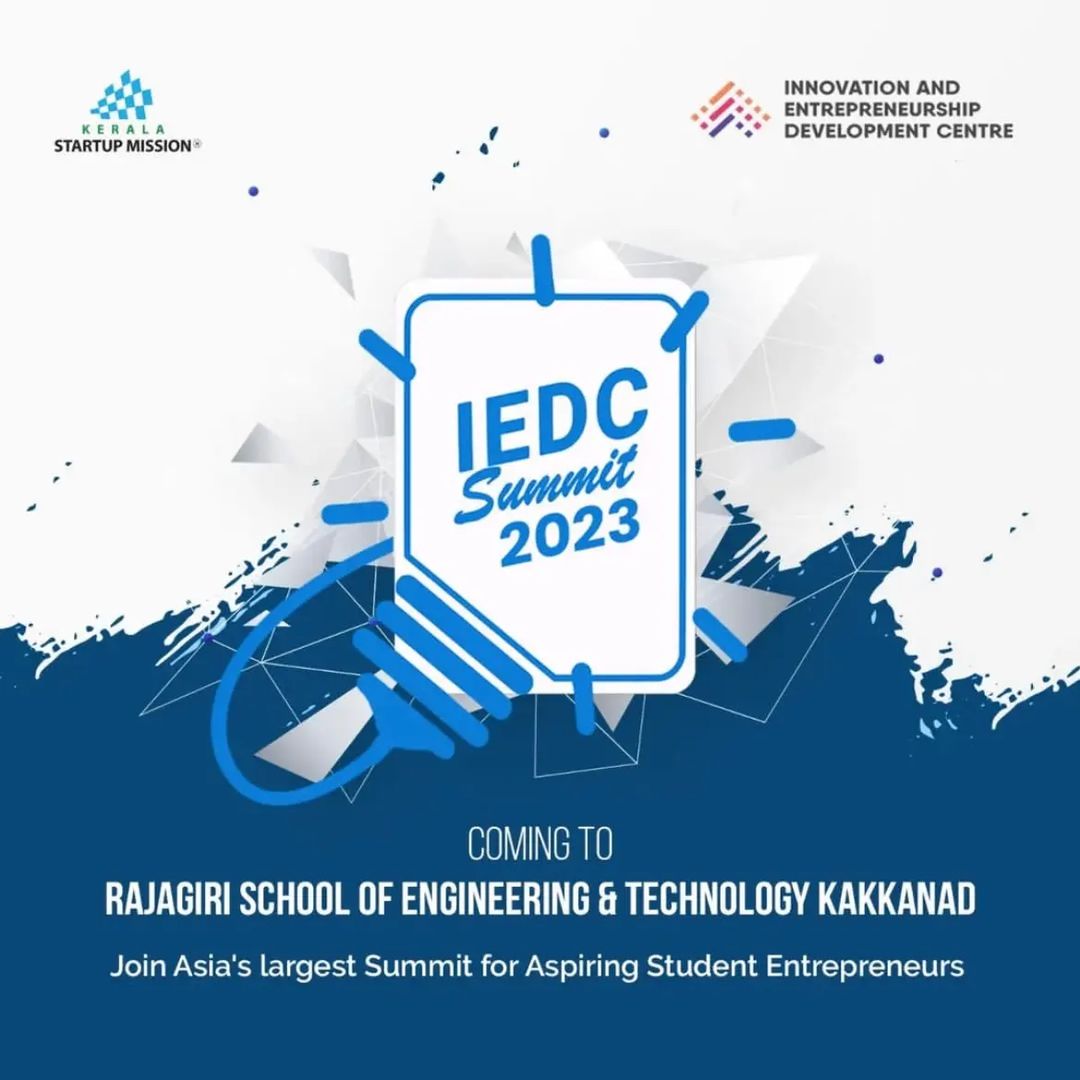 KERALA
STARTUP MISSION®
INNOVATION AND
ENTREPRENEURSHIP
DEVELOPMENT CENTRE
IEDC
Summit
2023
COMING TO
RAJAGIRI SCHOOL OF ENGINEERING & TECHNOLOGY KAKKANAD
Join Asia's largest Summit for Aspiring Student Entrepreneurs